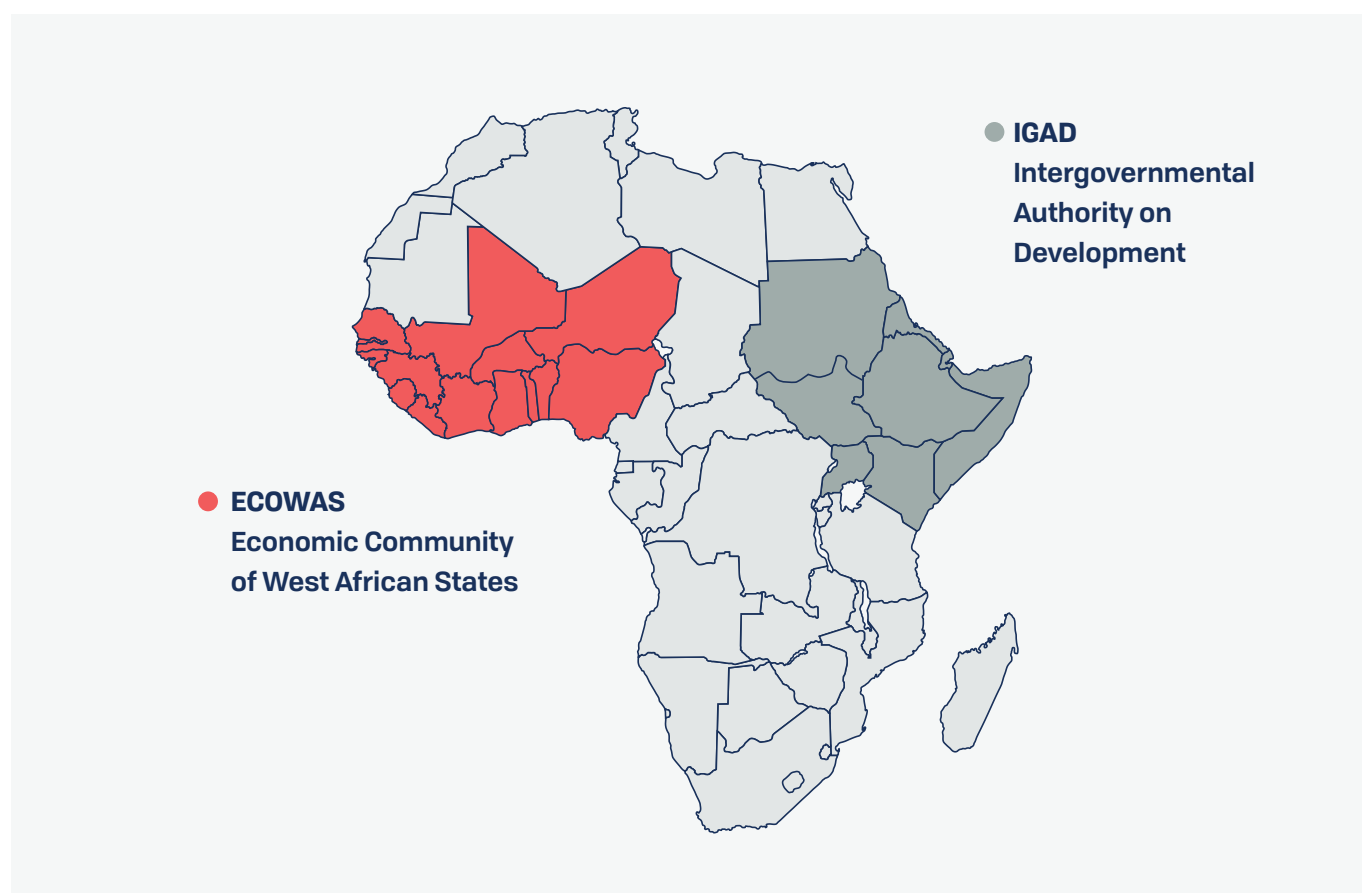 IGAD
Intergovernmental
Authority on
Development
ECOWAS
Economic Community
of West African States